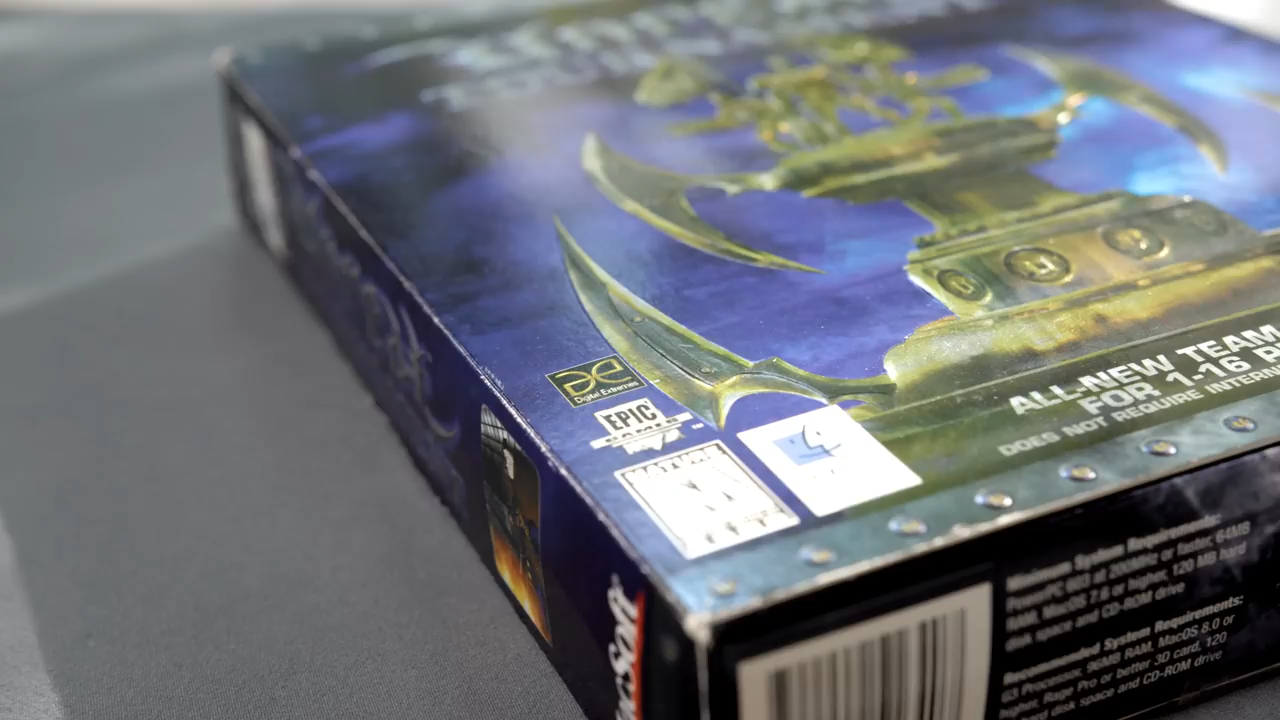 Digital Extremes
EPIC
GAMES
MATURE
ALL-NEW TEAM
FOR 1-16 P
DOES NOT REQUIRE INTERN
Minimum System Requirements:
PowerPC 603 at 200MHz or faster, 64MB
RAM, MacOS 7.6 or higher, 120 MB hard
disk space and CD-ROM drive
Recommended System Requirements:
G3 Processor, 96MB RAM, MacOS 8.0 or
higher, Rage Pro or better 3D card, 120
hard disk space and CD-ROM drive
acSoft